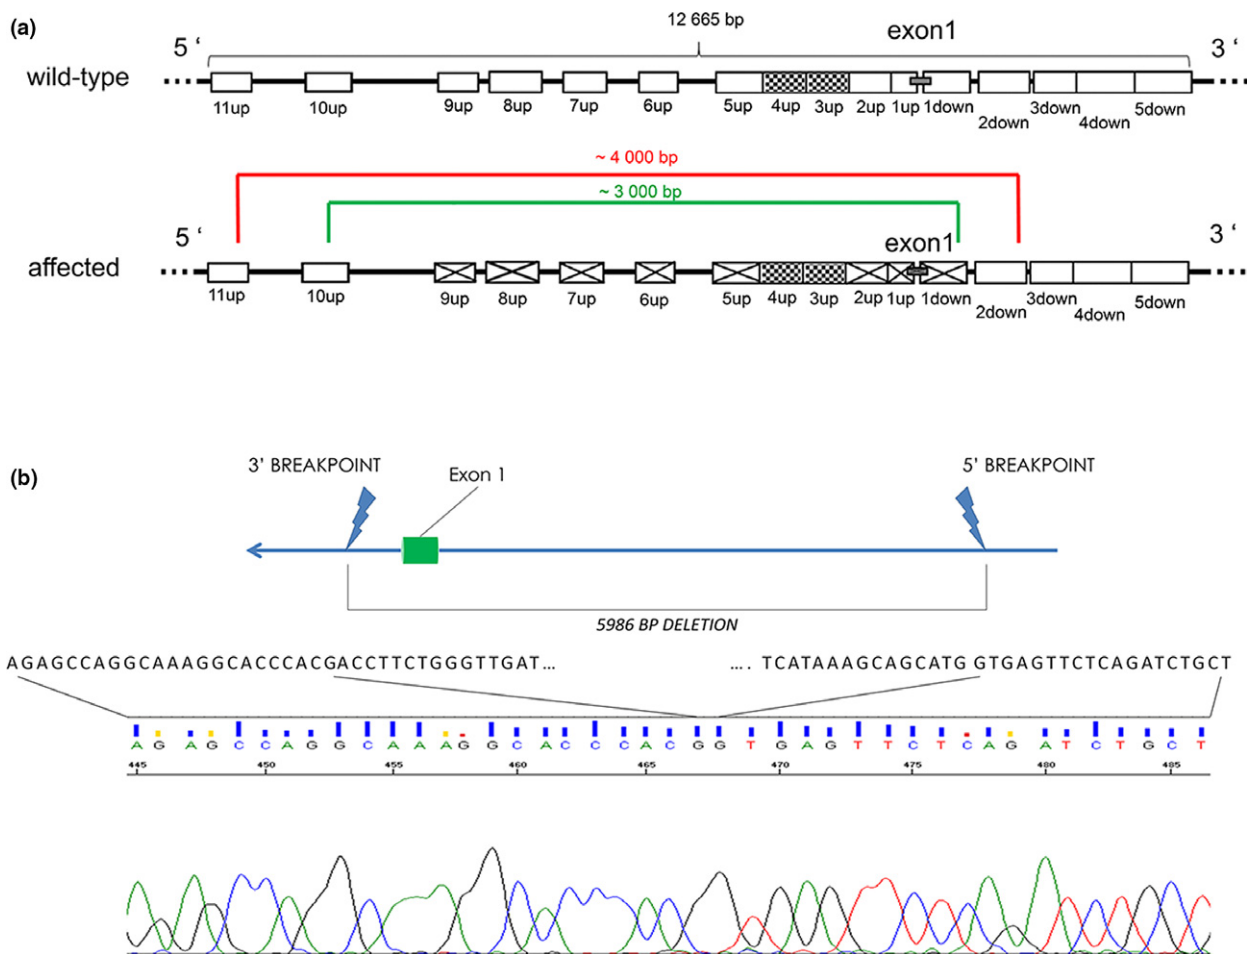 (a)
12 665 bp
exon1
5 ‘
3 ‘
wild-type
11up 10up 9up 8up 7up 6up 5up 4up 3up 2up 1up 1down 2down 3down 4down 5down
~ 4 000 bp
~ 3 000 bp
5 ‘
exon1
3 ‘
affected
11up 10up 9up 8up 7up 6up 5up 4up 3up 2up 1up 1down 2down 3down 4down 5down
(b)
3’ BREAKPOINT
Exon 1
5’ BREAKPOINT
5986 BP DELETION
AGAGCCAGGCAAAGGCACCCACGACCTTCTGGGTTGAT... .... TCATAAAGCAGCATG GTGAGTTCTCAGATCTGCT
A G A G C C A G G C A A A G G C A C C C A C G G T G A G T T C T C A G A T C T G C T
445 450 455 460 465 470 475 480 485